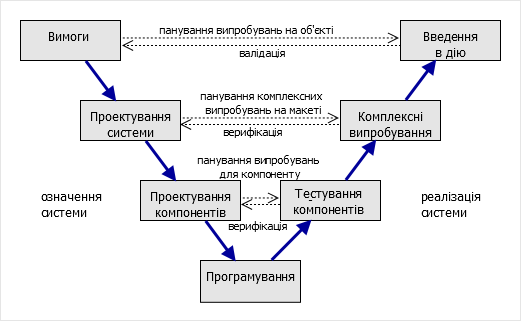 Вимоги
панування випробувань на об'єкті
валідація
Введення
в дію
Проектування
системи
панування комплексних
випробувань на макеті
верифікація
Комплексні
випробування
означення
системи
Проектування
компонентів
панування випробувань
для компоненту
верифікація
Тестування
компонентів
реалізація
системи
Програмування